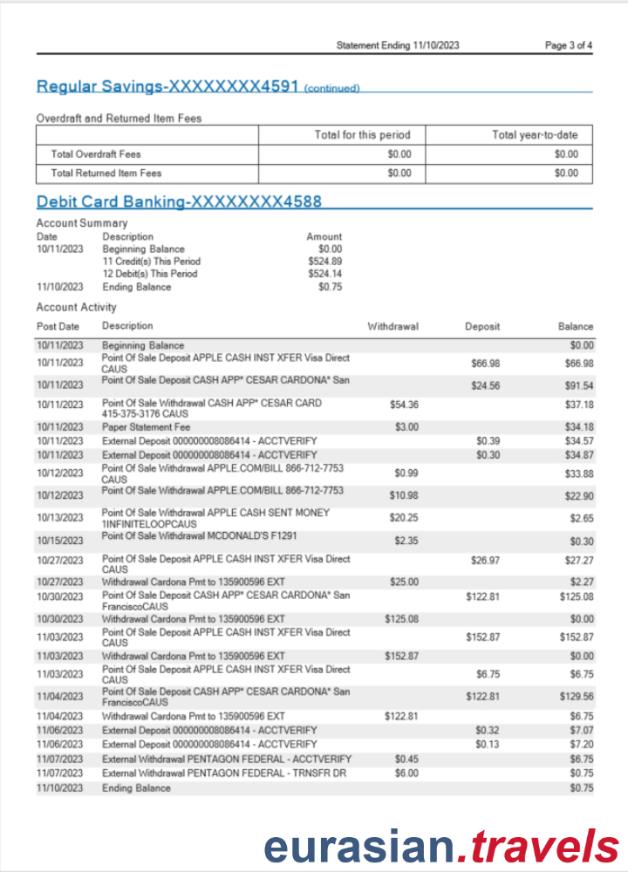 Statement Ending 11/10/2023 Page 3 of 4
Regular Savings-XXXXXXXX4591 (continued)
Overdraft and Returned Item Fees
Total for this period Total year-to-date
Total Overdraft Fees $0.00 $0.00
Total Returned Item Fees $0.00 $0.00
Debit Card Banking-XXXXXXXX4588
Account Summary
Date Description Amount
10/11/2023 Beginning Balance $0.00
11 Credit(s) This Period $524.89
12 Debit(s) This Period $524.14
11/10/2023 Ending Balance $0.75
Account Activity
Post Date Description Withdrawal Deposit Balance
10/11/2023 Beginning Balance $0.00
10/11/2023 Point Of Sale Deposit APPLE CASH INST XFER Visa Direct $66.98 $66.98
CAUS
10/11/2023 Point Of Sale Deposit CASH APP* CESAR CARDONA* San $24.56 $91.54
10/11/2023 Point Of Sale Withdrawal CASH APP* CESAR CARD $54.36 $37.18
415-375-3176 CAUS
10/11/2023 Paper Statement Fee $3.00 $34.18
10/11/2023 External Deposit 000000008086414 - ACCTVERIFY $0.39 $34.57
10/11/2023 External Deposit 000000008086414 - ACCTVERIFY $0.30 $34.87
10/12/2023 Point Of Sale Withdrawal APPLE.COM/BILL 866-712-7753 $0.99 $33.88
CAUS
10/12/2023 Point Of Sale Withdrawal APPLE.COM/BILL 866-712-7753 $10.98 $22.90
10/13/2023 Point Of Sale Withdrawal APPLE CASH SENT MONEY $20.25 $2.65
1INFINITELOOPCAUS
10/15/2023 Point Of Sale Withdrawal MCDONALD'S F1291 $2.35 $0.30
10/27/2023 Point Of Sale Deposit APPLE CASH INST XFER Visa Direct $26.97 $27.27
CAUS
10/27/2023 Withdrawal Cardona Pmt to 135900596 EXT $25.00 $2.27
10/30/2023 Point Of Sale Deposit CASH APP* CESAR CARDONA* San $122.81 $125.08
FranciscoCAUS
10/30/2023 Withdrawal Cardona Pmt to 135900596 EXT $125.08 $0.00
11/03/2023 Point Of Sale Deposit APPLE CASH INST XFER Visa Direct $152.87 $152.87
CAUS
11/03/2023 Withdrawal Cardona Pmt to 135900596 EXT $152.87 $0.00
11/03/2023 Point Of Sale Deposit APPLE CASH INST XFER Visa Direct $6.75 $6.75
CAUS
11/04/2023 Point Of Sale Deposit CASH APP* CESAR CARDONA* San $122.81 $129.56
FranciscoCAUS
11/04/2023 Withdrawal Cardona Pmt to 135900596 EXT $122.81 $6.75
11/06/2023 External Deposit 000000008086414 - ACCTVERIFY $0.32 $7.07
11/06/2023 External Deposit 000000008086414 - ACCTVERIFY $0.13 $7.20
11/07/2023 External Withdrawal PENTAGON FEDERAL - ACCTVERIFY $0.45 $6.75
11/07/2023 External Withdrawal PENTAGON FEDERAL - TRNSFR DR $6.00 $0.75
11/10/2023 Ending Balance $0.75
eurasian.travels